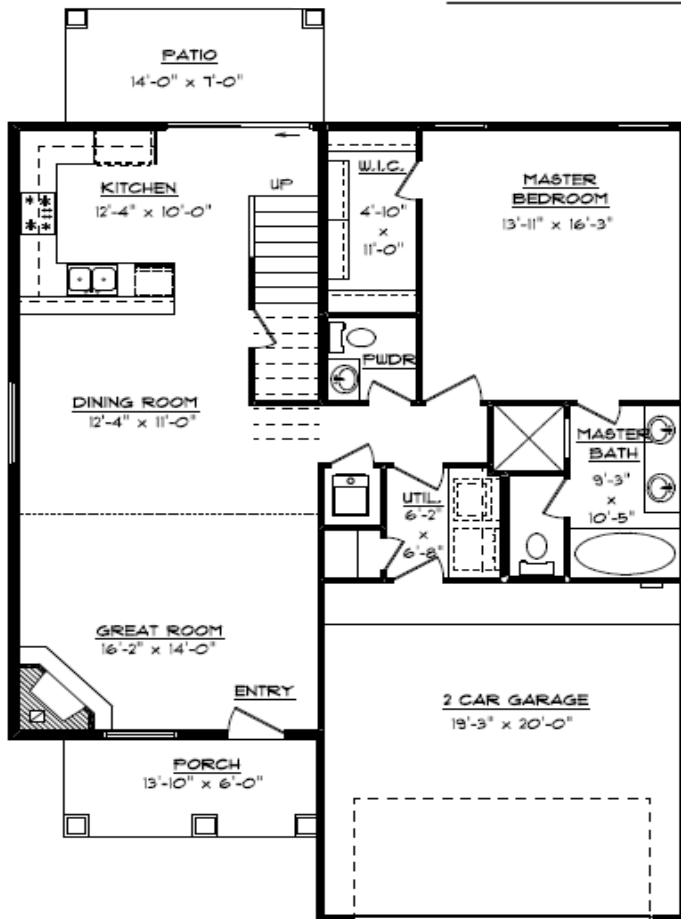 PATIO
14'-0" x 7'-0"
KITCHEN
12'-4" x 10'-0"
UP
W.I.C.
4'-10"
x
11'-0"
MASTER
BEDROOM
13'-11" x 16'-3"
PWDR
DINING ROOM
12'-4" x 11'-0"
MASTER
BATH
9'-3"
x
10'-5"
UTIL.
6'-2"
x
6'-8"
GREAT ROOM
16'-2" x 14'-0"
ENTRY
2 CAR GARAGE
19'-3" x 20'-0"
PORCH
13'-10" x 6'-0"